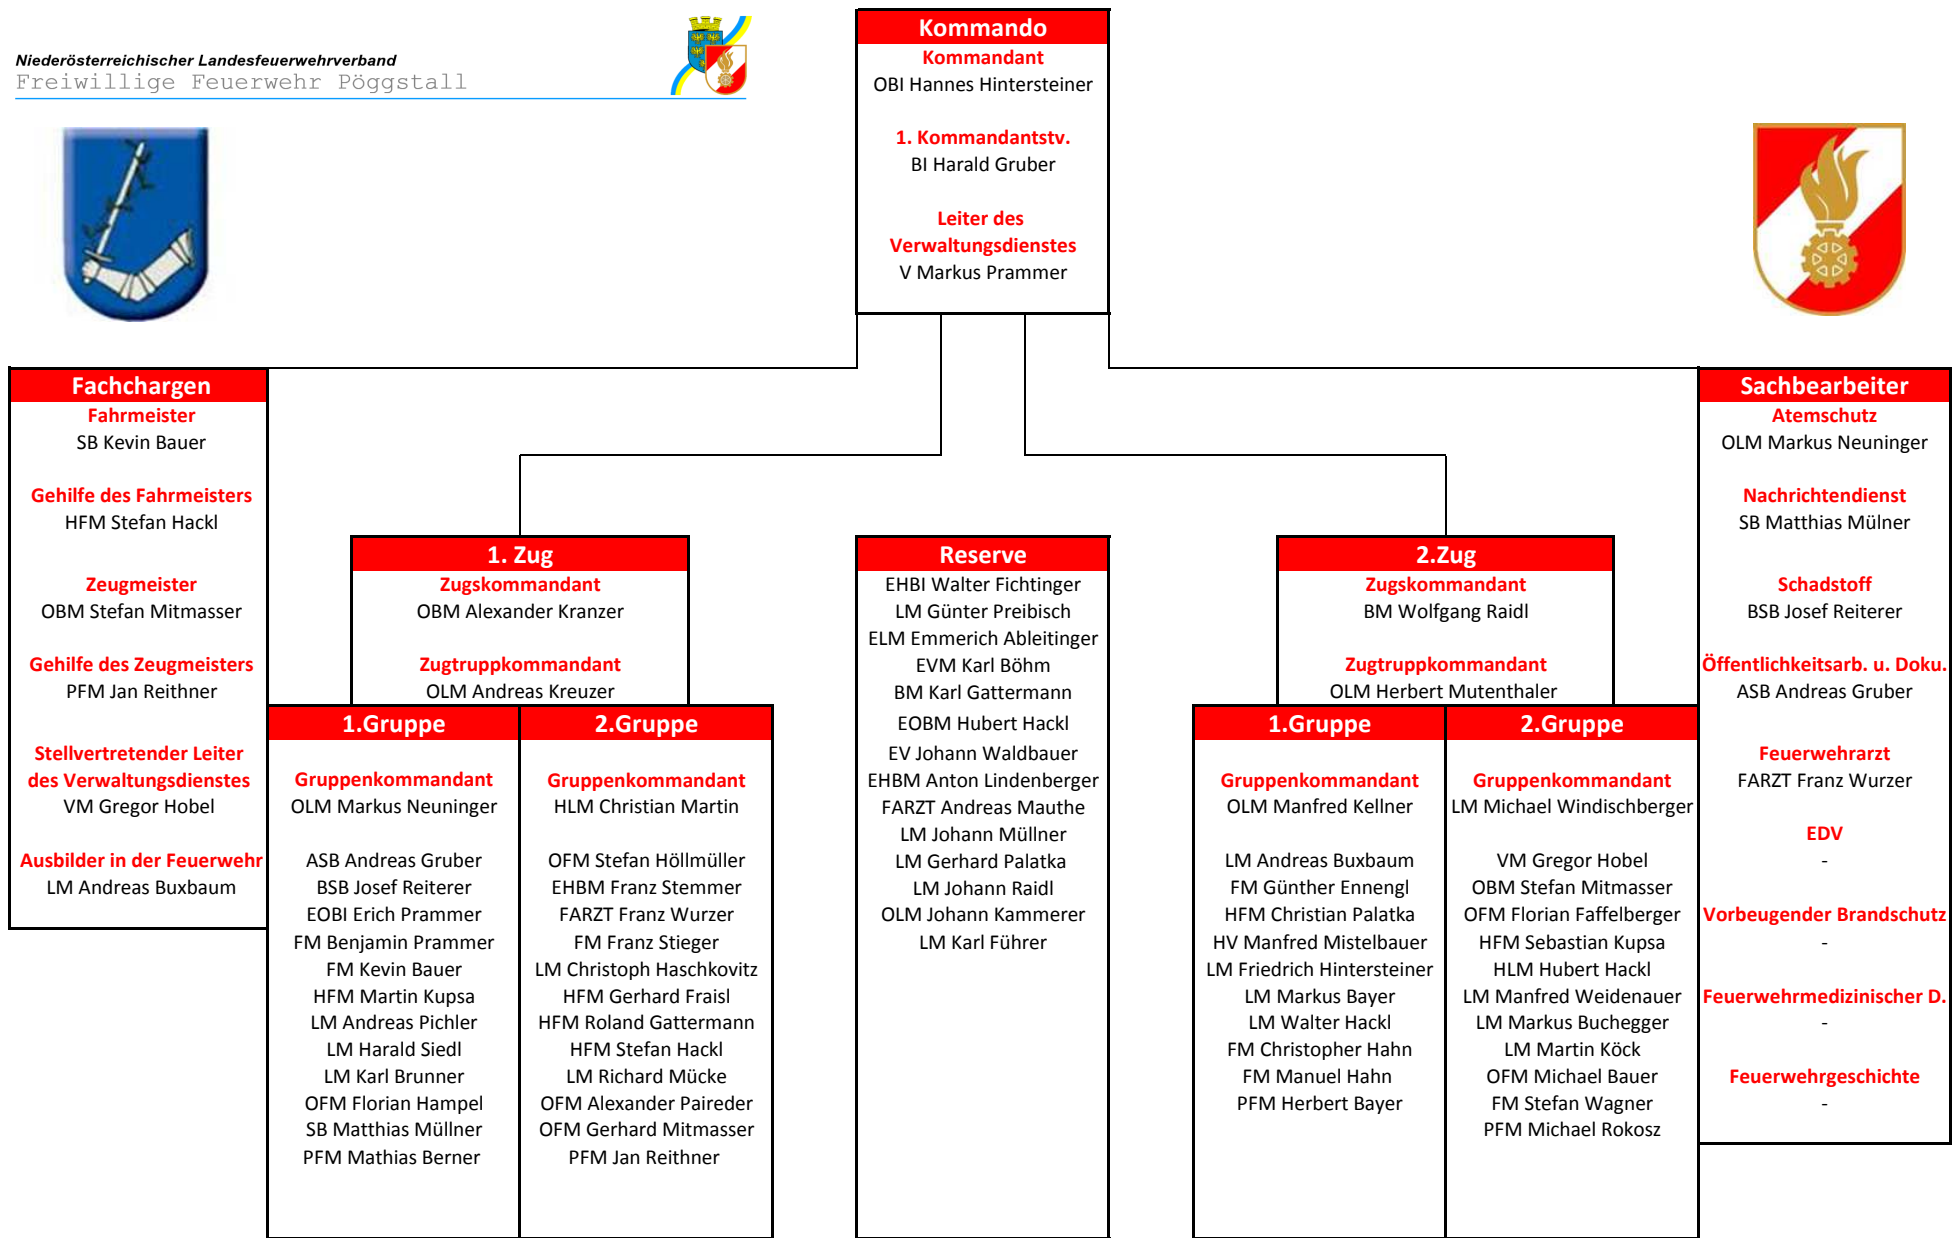 Niederösterreichischer Landesfeuerwehrverband
Freiwillige Feuerwehr Pöggstall
Kommando
Kommandant
OBI Hannes Hintersteiner
1. Kommandantstv.
BI Harald Gruber
Leiter des
Verwaltungsdienstes
V Markus Prammer
Fachchargen
Fahrmeister
SB Kevin Bauer
Gehilfe des Fahrmeisters
HFM Stefan Hackl
Zeugmeister
OBM Stefan Mitmasser
Gehilfe des Zeugmeisters
PFM Jan Reithner
Stellvertretender Leiter
des Verwaltungsdienstes
VM Gregor Hobel
Ausbilder in der Feuerwehr
LM Andreas Buxbaum
1. Zug
Zugskommandant
OBM Alexander Kranzer
Zugtruppkommandant
OLM Andreas Kreuzer
1.Gruppe
Gruppenkommandant
OLM Markus Neuninger
ASB Andreas Gruber
BSB Josef Reiterer
EOBI Erich Prammer
FM Benjamin Prammer
FM Kevin Bauer
HFM Martin Kupsa
LM Andreas Pichler
LM Harald Siedl
LM Karl Brunner
OFM Florian Hampel
SB Matthias Müllner
PFM Mathias Berner
2.Gruppe
Gruppenkommandant
HLM Christian Martin
OFM Stefan Höllmüller
EHBM Franz Stemmer
FARZT Franz Wurzer
FM Franz Stieger
LM Christoph Haschkovitz
HFM Gerhard Fraisl
HFM Roland Gattermann
HFM Stefan Hackl
LM Richard Mücke
OFM Alexander Paireder
OFM Gerhard Mitmasser
PFM Jan Reithner
Reserve
EHBI Walter Fichtinger
LM Günter Preibisch
ELM Emmerich Ableitinger
EVM Karl Böhm
BM Karl Gattermann
EOBM Hubert Hackl
EV Johann Waldbauer
EHBM Anton Lindenberger
FARZT Andreas Mauthe
LM Johann Müllner
LM Gerhard Palatka
LM Johann Raidl
OLM Johann Kammerer
LM Karl Führer
2.Zug
Zugskommandant
BM Wolfgang Raidl
Zugtruppkommandant
OLM Herbert Mutenthaler
1.Gruppe
Gruppenkommandant
OLM Manfred Kellner
LM Andreas Buxbaum
FM Günther Ennengl
HFM Christian Palatka
HV Manfred Mistelbauer
LM Friedrich Hintersteiner
LM Markus Bayer
LM Walter Hackl
FM Christopher Hahn
FM Manuel Hahn
PFM Herbert Bayer
2.Gruppe
Gruppenkommandant
LM Michael Windischberger
VM Gregor Hobel
OBM Stefan Mitmasser
OFM Florian Faffelberger
HFM Sebastian Kupsa
HLM Hubert Hackl
LM Manfred Weidenauer
LM Markus Buchegger
LM Martin Köck
OFM Michael Bauer
FM Stefan Wagner
PFM Michael Rokosz
Sachbearbeiter
Atemschutz
OLM Markus Neuninger
Nachrichtendienst
SB Matthias Mülner
Schadstoff
BSB Josef Reiterer
Öffentlichkeitsarb. u. Doku.
ASB Andreas Gruber
Feuerwehrarzt
FARZT Franz Wurzer
EDV
-
Vorbeugender Brandschutz
-
Feuerwehrmedizinischer D.
-
Feuerwehrgeschichte
-